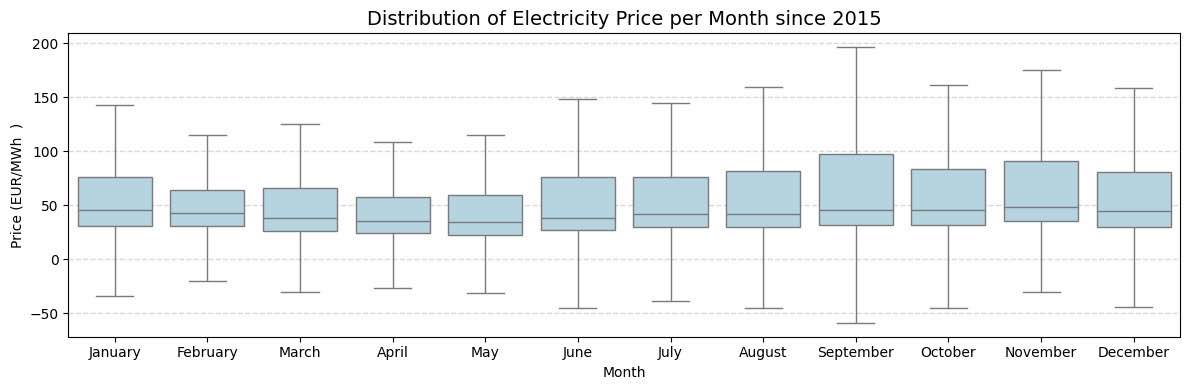 Distribution of Electricity Price per Month since 2015
Price (EUR/MWh  )
200
150
100
50
0
−50
January February March April May June July August September October November December
Month